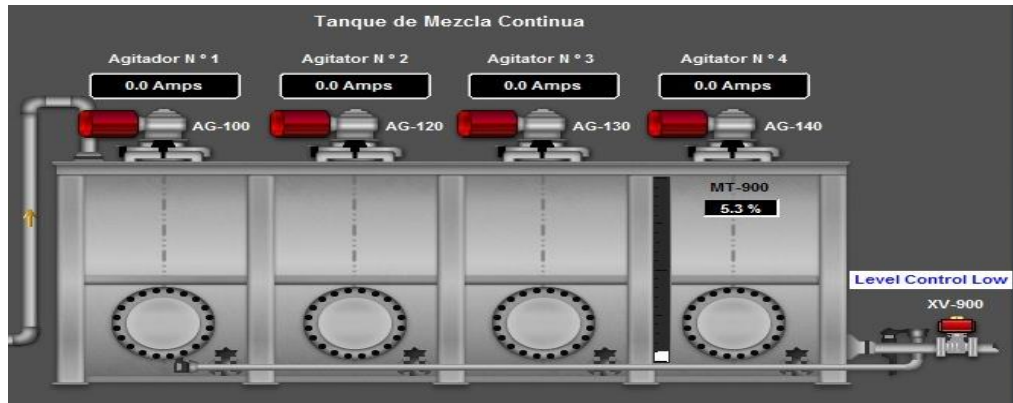 Tanque de Mezcla Continua
Agitador N º 1
Agitator N º 2
Agitator N º 3
Agitator N º 4
0.0 Amps
0.0 Amps
0.0 Amps
0.0 Amps
AG-100
AG-120
AG-130
AG-140
MT-900
5.3 %
Level Control Low
XV-900